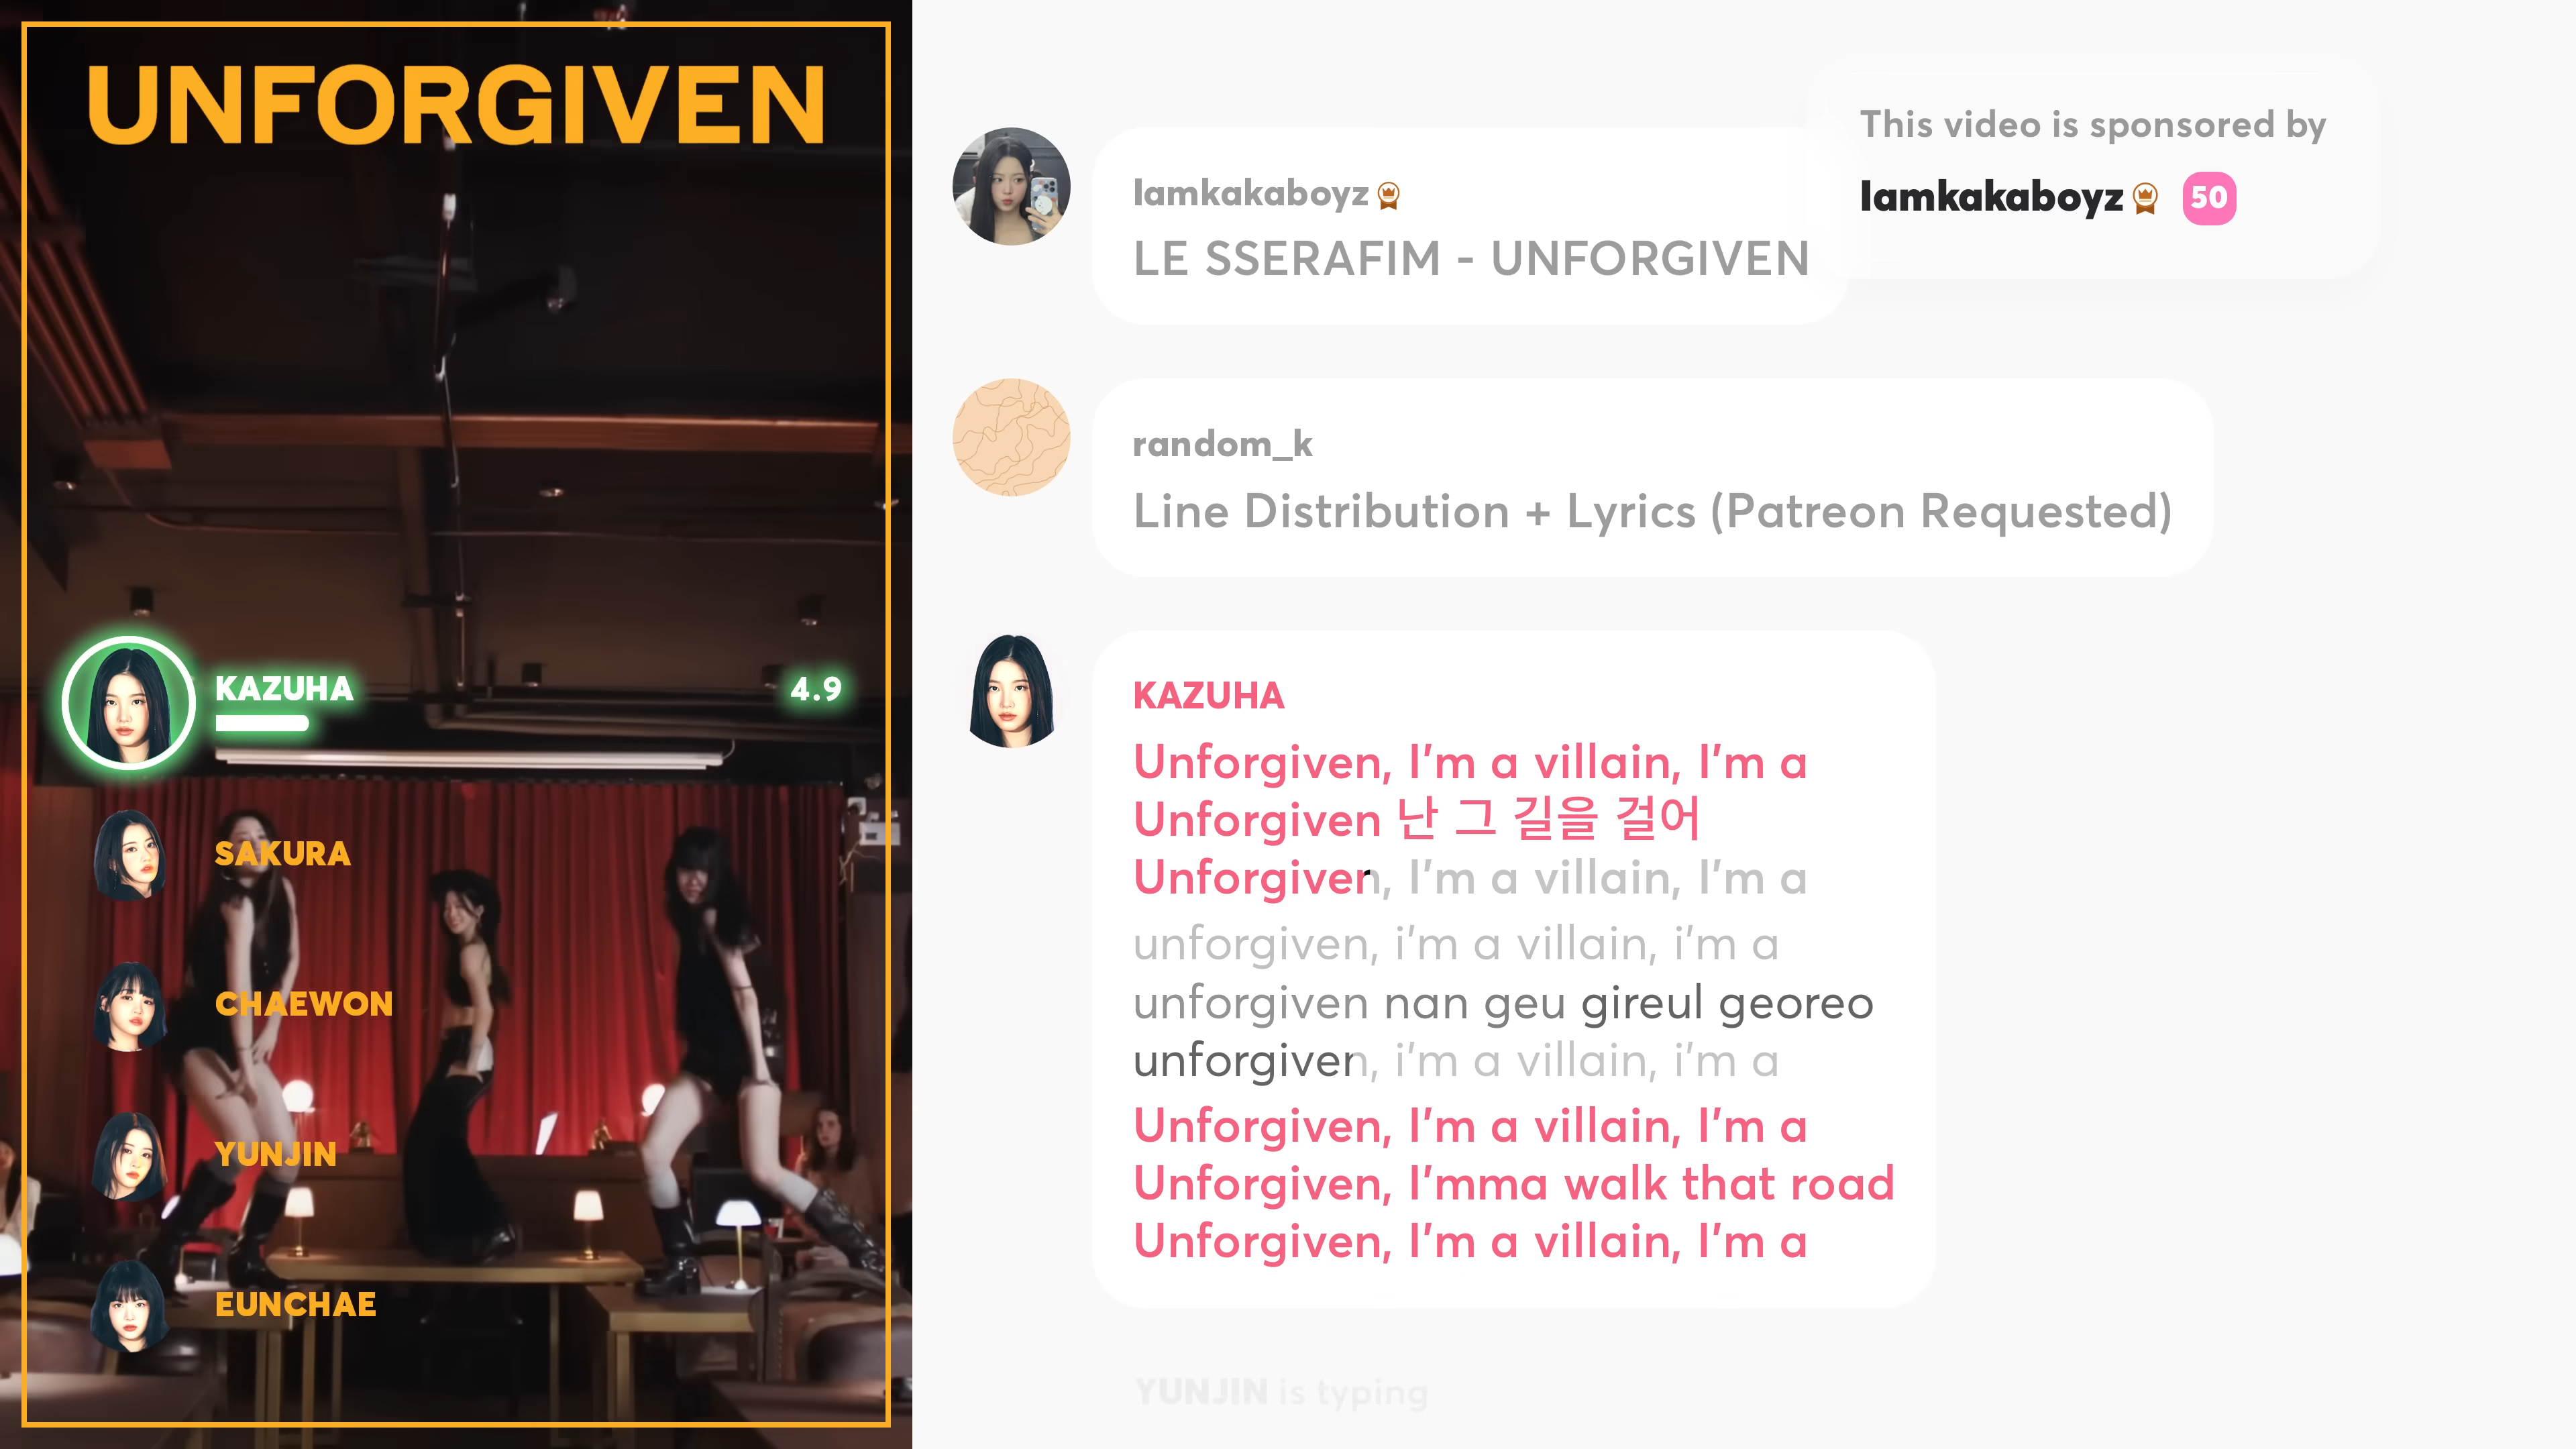 UNFORGIVEN
KAZUHA
4.9
SAKURA
CHAEWON
YUNJIN
EUNCHAE
This video is sponsored by
Iamkakaboyz 50
Iamkakaboyz
LE SSERAFIM - UNFORGIVEN
random_k
Line Distribution + Lyrics (Patreon Requested)
KAZUHA
Unforgiven, I'm a villain, I'm a
Unforgiven 난 그 길을 걸어
Unforgiven, I'm a villain, I'm a
unforgiven, i'm a villain, i'm a
unforgiven nan geu gireul georeo
unforgiven, i'm a villain, i'm a
Unforgiven, I'm a villain, I'm a
Unforgiven, I'mma walk that road
Unforgiven, I'm a villain, I'm a
YUNJIN is typing